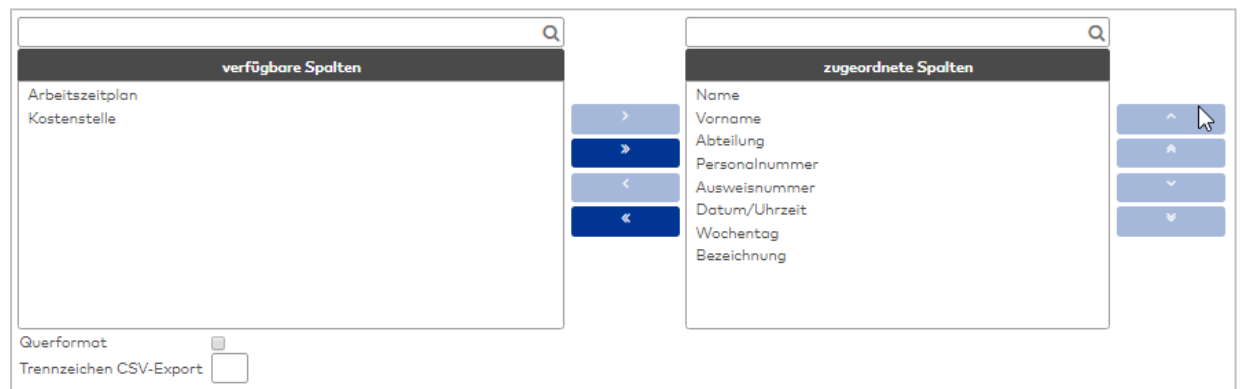 verfügbare Spalten
Arbeitszeitplan
Kostenstelle
zugeordnete Spalten
Name
Vorname
Abteilung
Personalnummer
Ausweisnummer
Datum/Uhrzeit
Wochentag
Bezeichnung
Querformat
Trennzeichen CSV-Export